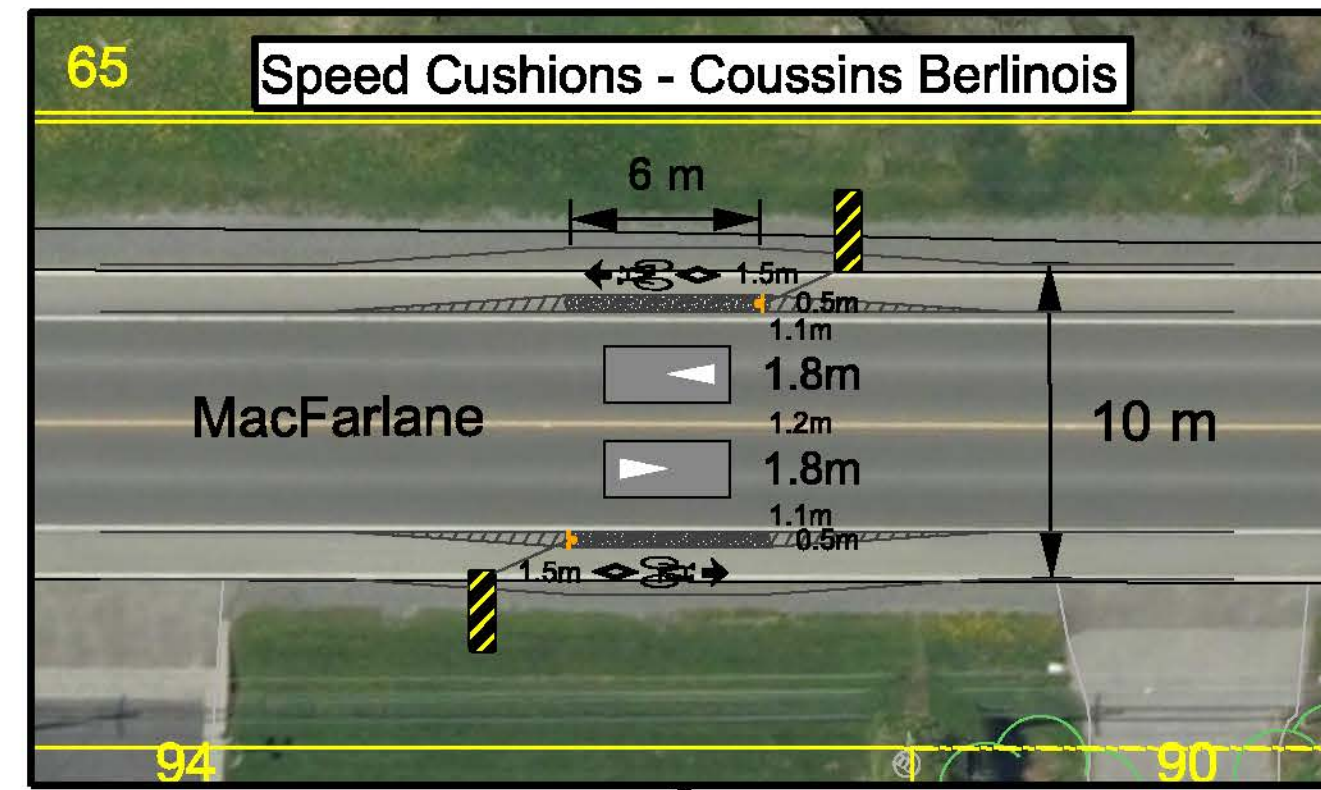 65
Speed Cushions - Coussins Berlinois
6 m
1.5m
0.5m
1.1m
1.8m
MacFarlane
1.2m
10 m
1.8m
1.1m
0.5m
1.5m
94
90